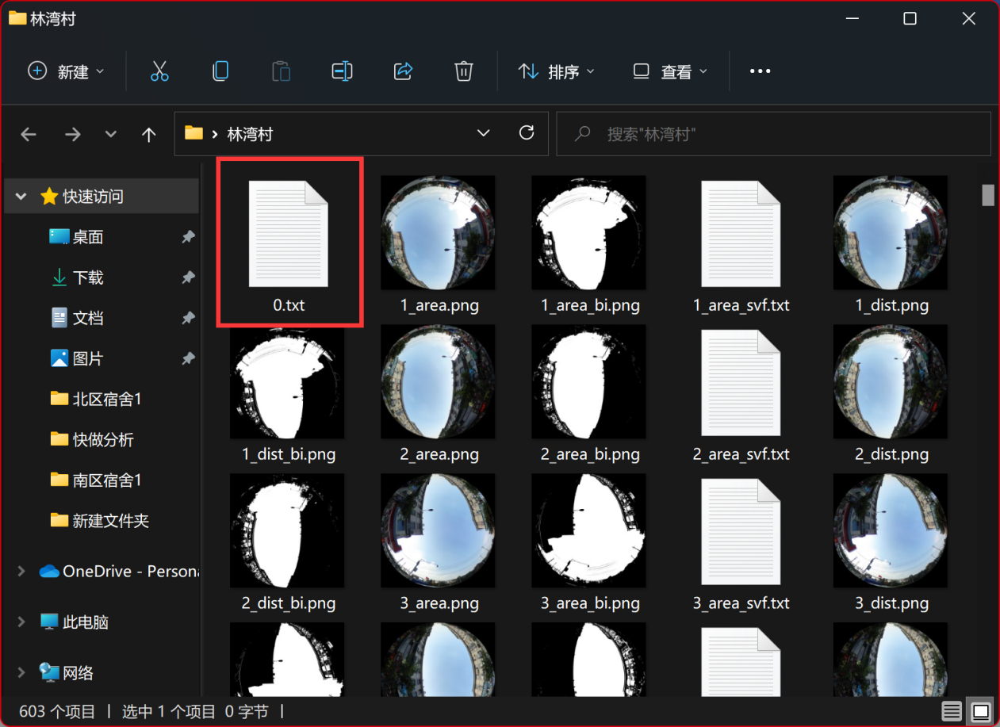 林湾村
新建
排序
查看
林湾村
搜索"林湾村"
快速访问
桌面
下载
文档
图片
北区宿舍1
快做分析
南区宿舍1
新建文件夹
OneDrive - Persona
此电脑
网络
0.txt
1_area.png
1_area_bi.png
1_area_svf.txt
1_dist.png
1_dist_bi.png
2_area.png
2_area_bi.png
2_area_svf.txt
2_dist.png
2_dist_bi.png
3_area.png
3_area_bi.png
3_area_svf.txt
3_dist.png
603 个项目 | 选中 1 个项目 0 字节 |